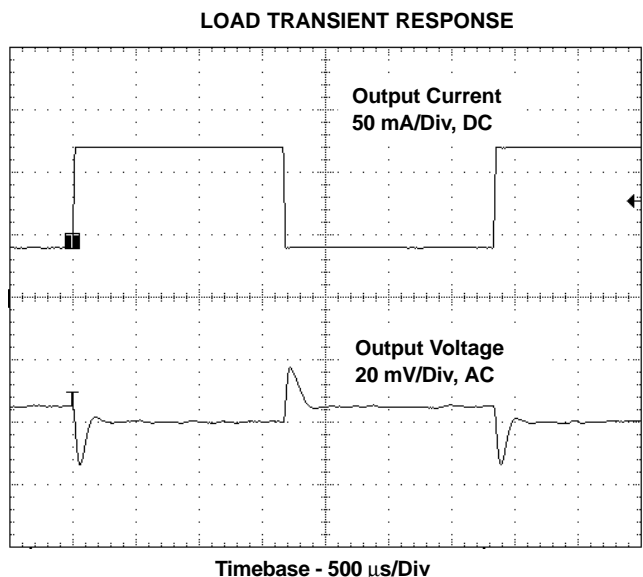 LOAD TRANSIENT RESPONSE
Output Current
50 mA/Div, DC
Output Voltage
20 mV/Div, AC
Timebase - 500 μs/Div